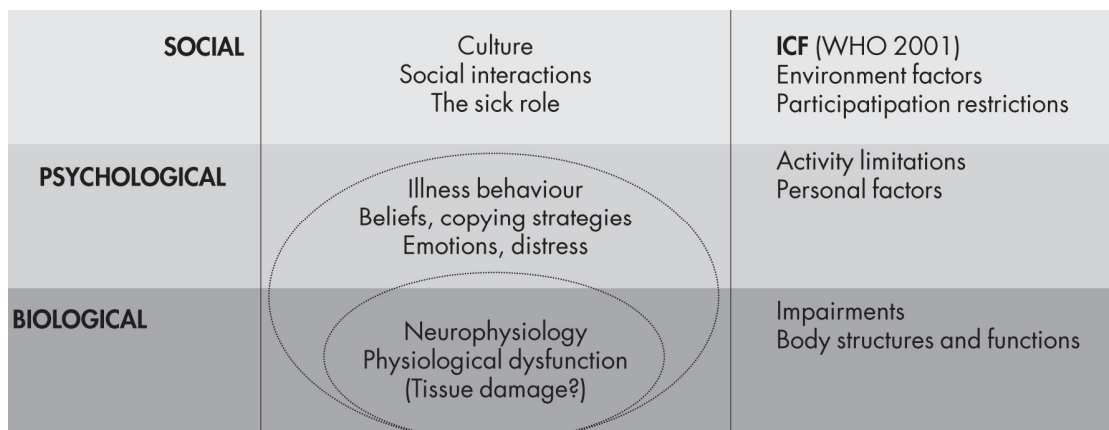 SOCIAL
Culture
Social interactions
The sick role
ICF (WHO 2001)
Environment factors
Participatipation restrictions
PSYCHOLOGICAL
Illness behaviour
Beliefs, copying strategies
Emotions, distress
Activity limitations
Personal factors
BIOLOGICAL
Neurophysiology
Physiological dysfunction
(Tissue damage?)
Impairments
Body structures and functions